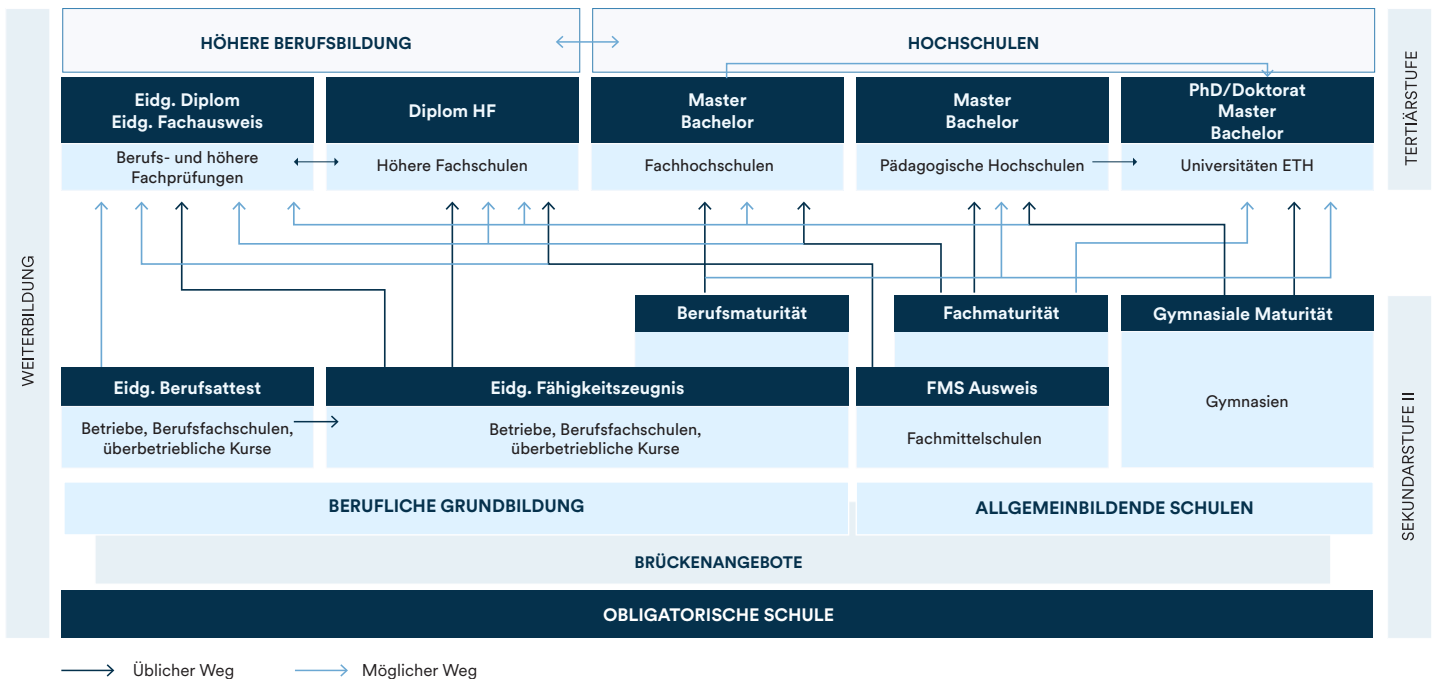 HÖHERE BERUFSBILDUNG
HOCHSCHULEN
Eidg. Diplom
Eidg. Fachausweis
Diplom HF
Master
Bachelor
Master
Bachelor
PhD/Doktorat
Master
Bachelor
Berufs- und höhere
Fachprüfungen
Höhere Fachschulen
Fachhochschulen
Pädagogische Hochschulen
Universitäten ETH
TERTIÄRSTUFE
WEITERBILDUNG
Berufsmaturität
Fachmaturität
Gymnasiale Maturität
Eidg. Berufsattest
Eidg. Fähigkeitszeugnis
FMS Ausweis
Gymnasien
Betriebe, Berufsfachschulen,
überbetriebliche Kurse
Betriebe, Berufsfachschulen,
überbetriebliche Kurse
Fachmittelschulen
SEKUNDARSTUFE II
BERUFLICHE GRUNDBILDUNG
ALLGEMEINBILDENDE SCHULEN
BRÜCKENANGEBOTE
OBLIGATORISCHE SCHULE
Üblicher Weg
Möglicher Weg